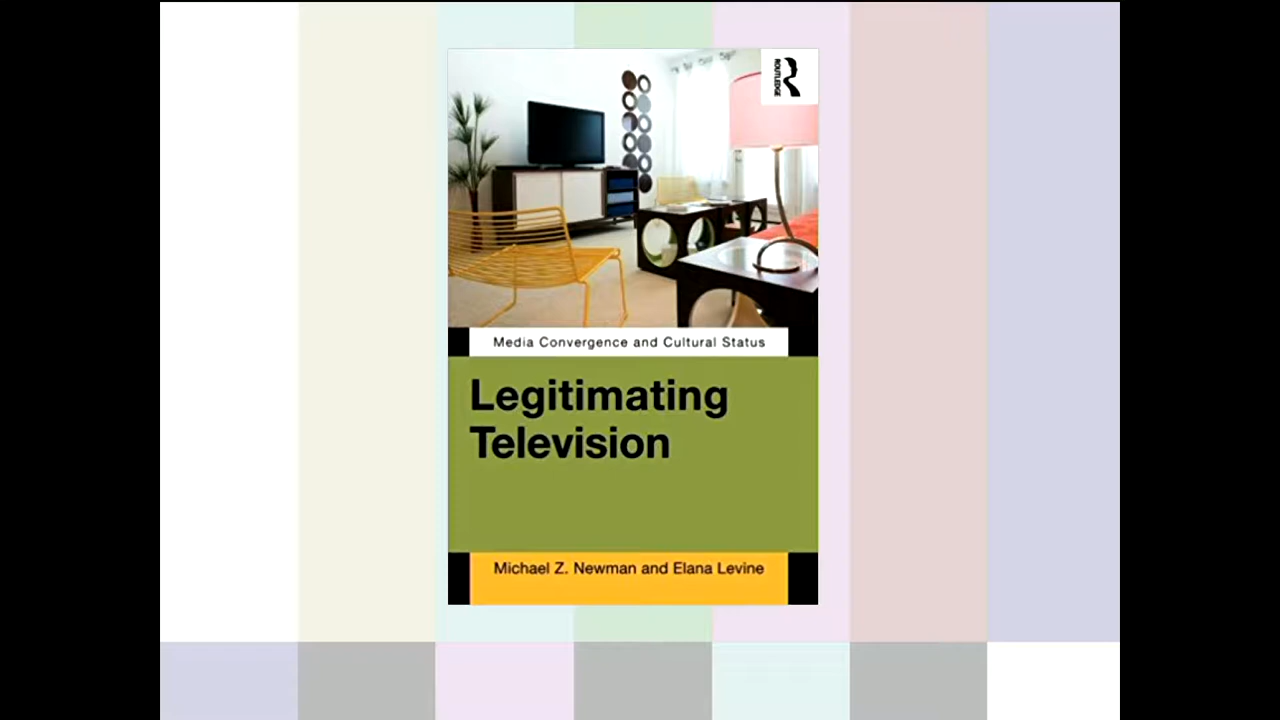 ROUTLEDGE
Media Convergence and Cultural Status
Legitimating
Television
Michael Z. Newman and Elana Levine